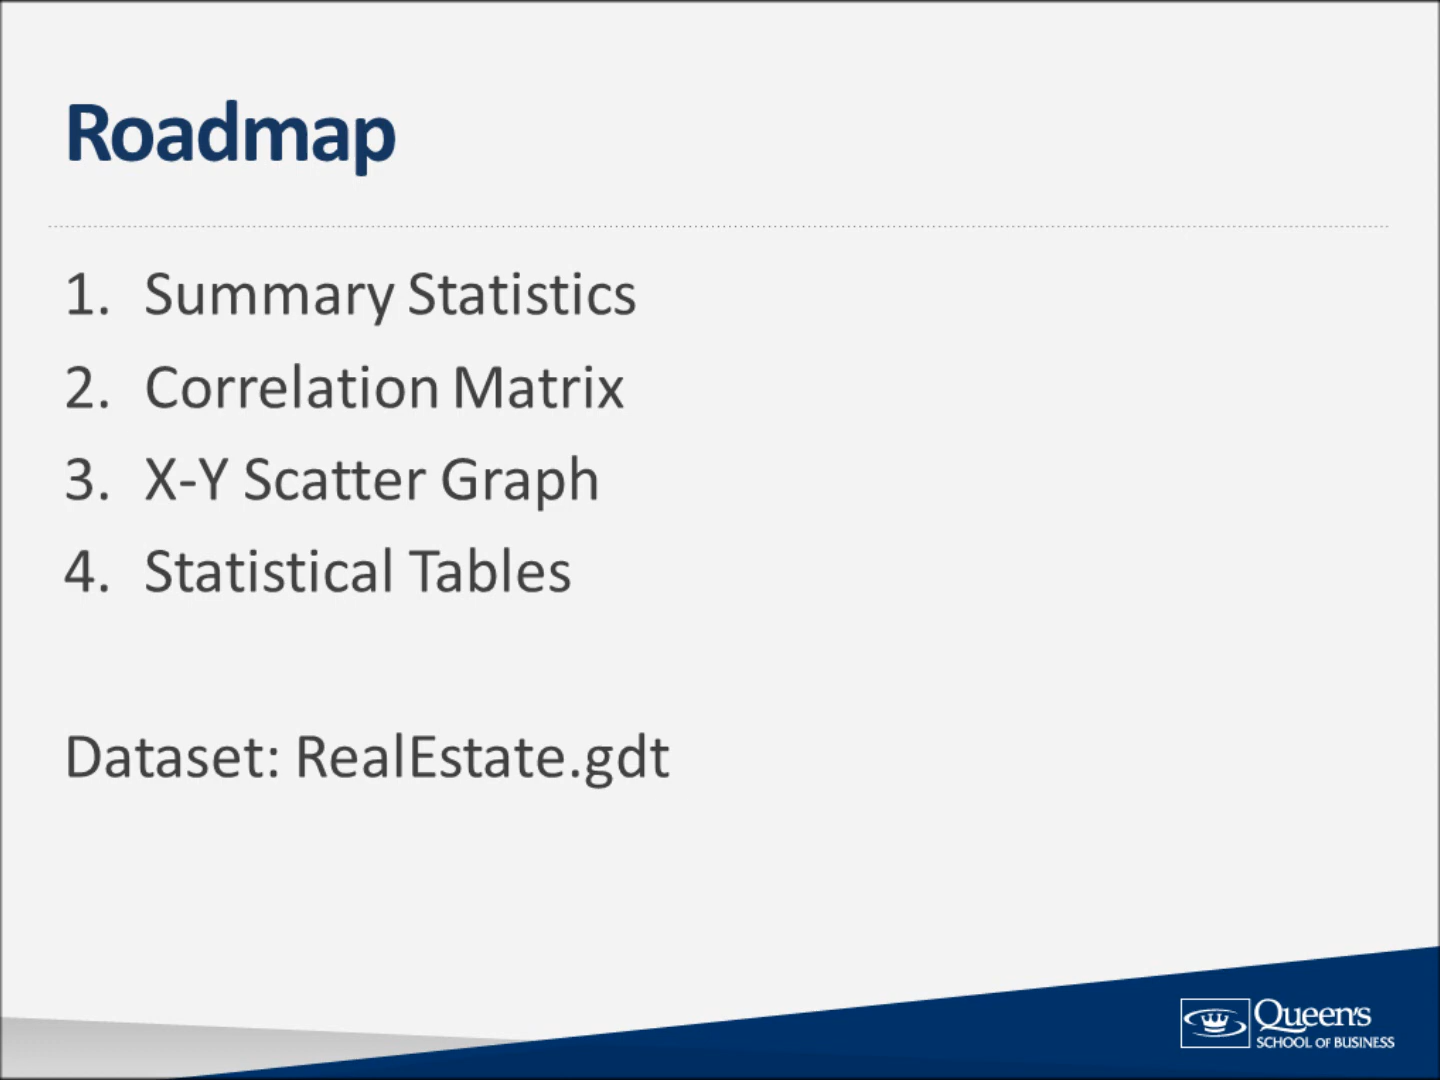 Roadmap
1. Summary Statistics
2. Correlation Matrix
3. X-Y Scatter Graph
4. Statistical Tables
Dataset: RealEstate.gdt
Queen's
SCHOOL OF BUSINESS